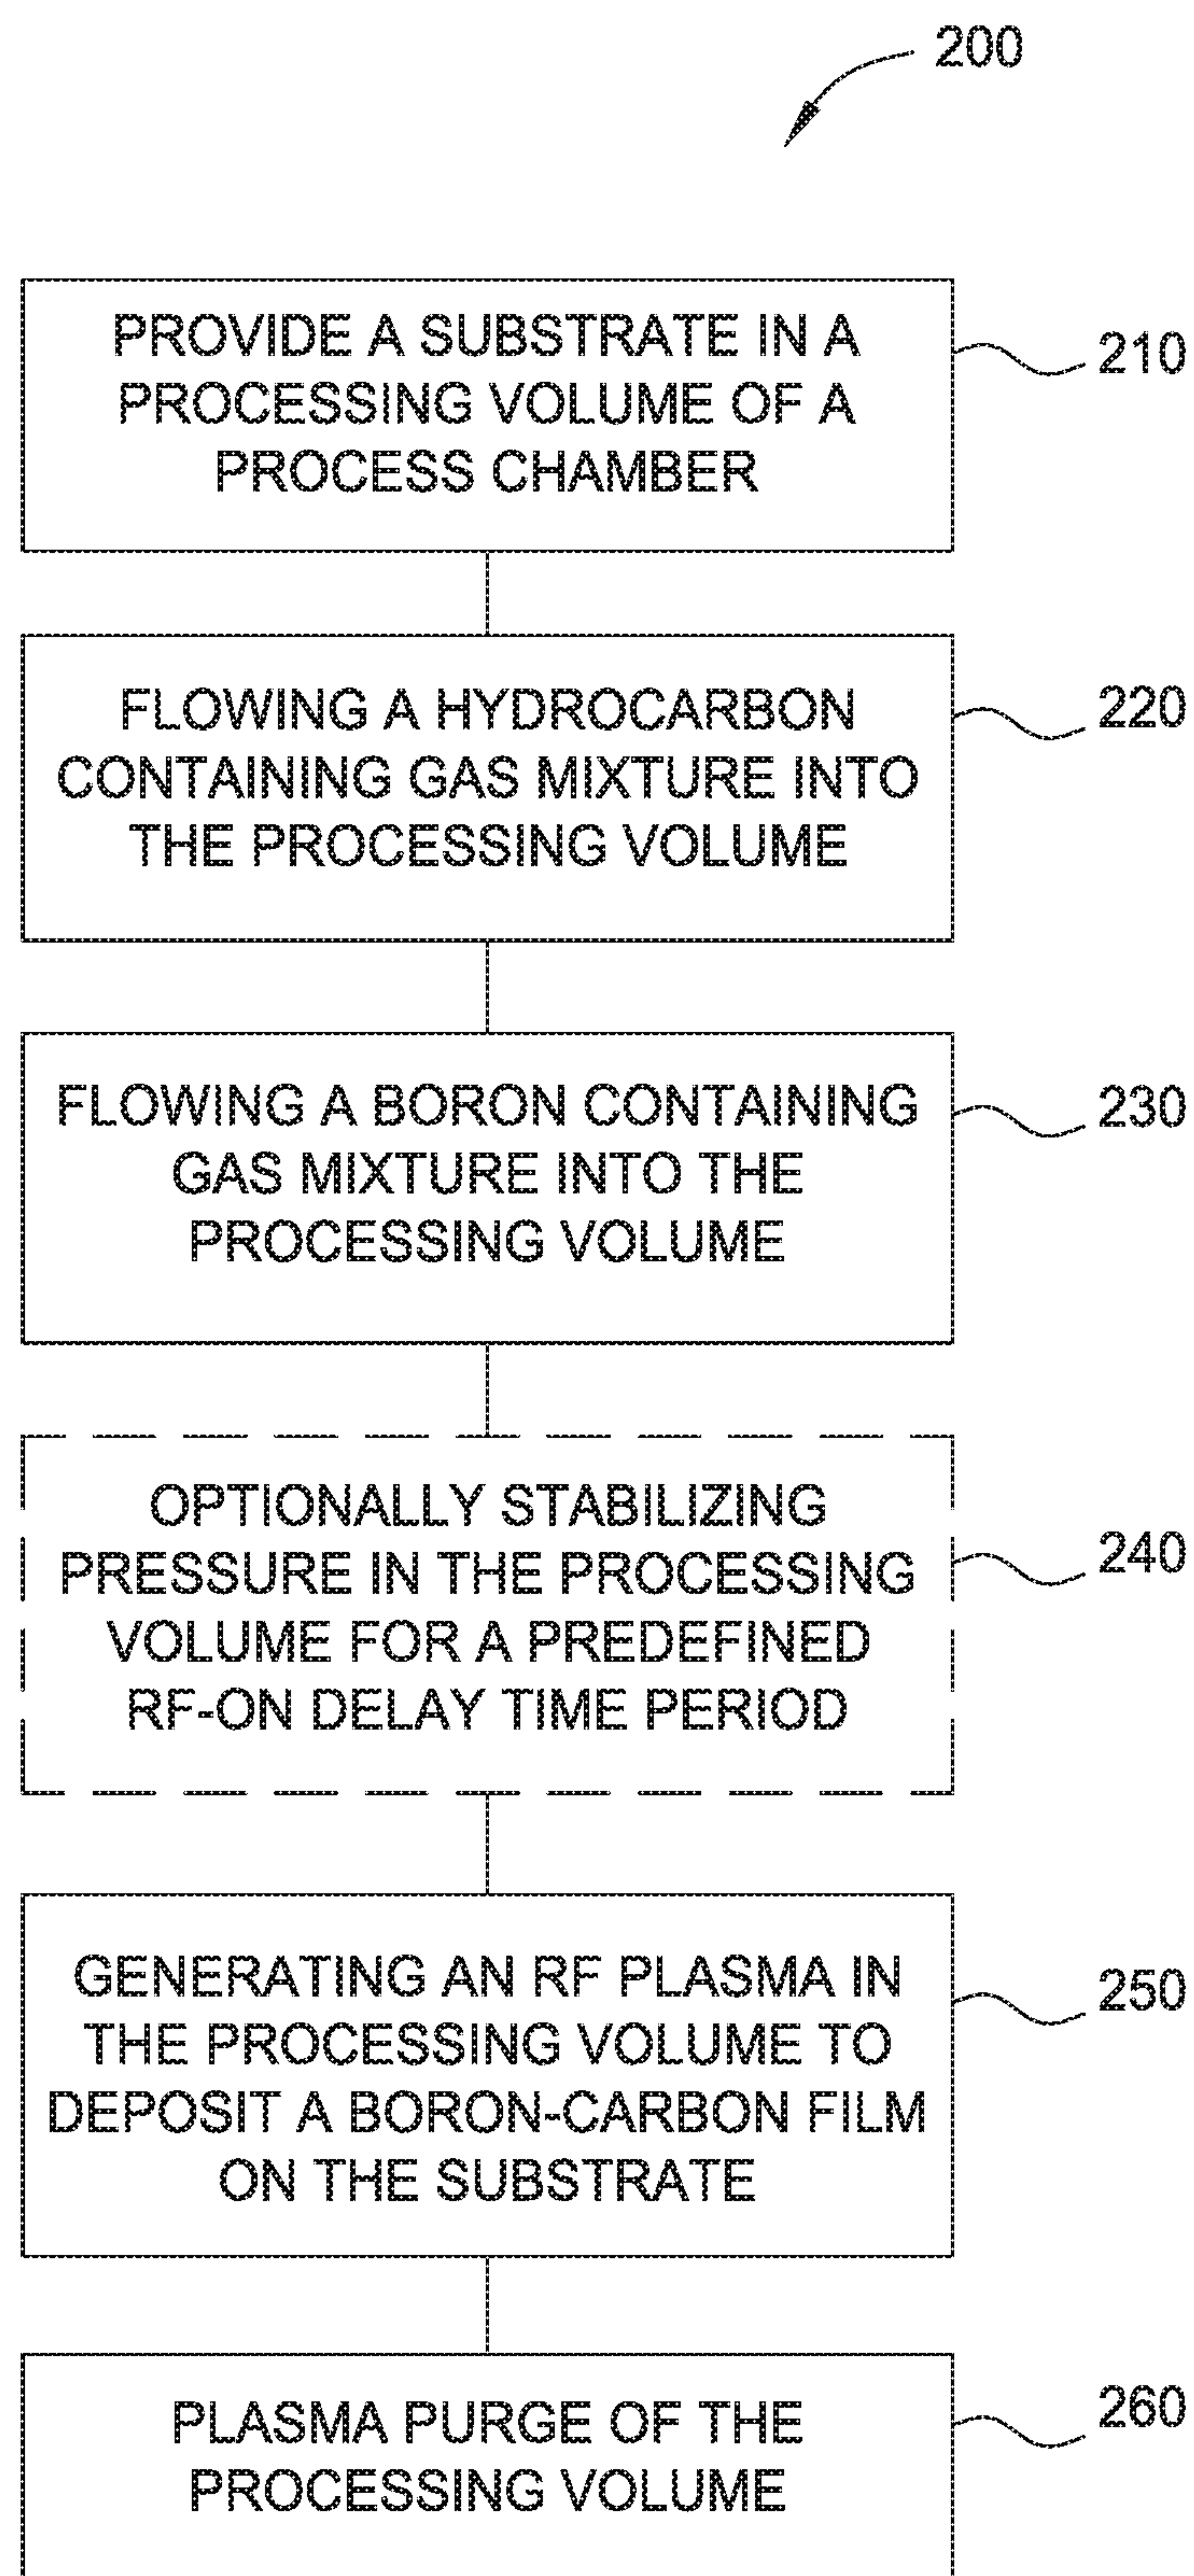 200
PROVIDE A SUBSTRATE IN A
PROCESSING VOLUME OF A
PROCESS CHAMBER
210
FLOWING A HYDROCARBON
CONTAINING GAS MIXTURE INTO
THE PROCESSING VOLUME
220
FLOWING A BORON CONTAINING
GAS MIXTURE INTO THE
PROCESSING VOLUME
230
OPTIONALLY STABILIZING
PRESSURE IN THE PROCESSING
VOLUME FOR A PREDEFINED
RF-ON DELAY TIME PERIOD
240
GENERATING AN RF PLASMA IN
THE PROCESSING VOLUME TO
DEPOSIT A BORON-CARBON FILM
ON THE SUBSTRATE
250
PLASMA PURGE OF THE
PROCESSING VOLUME
260